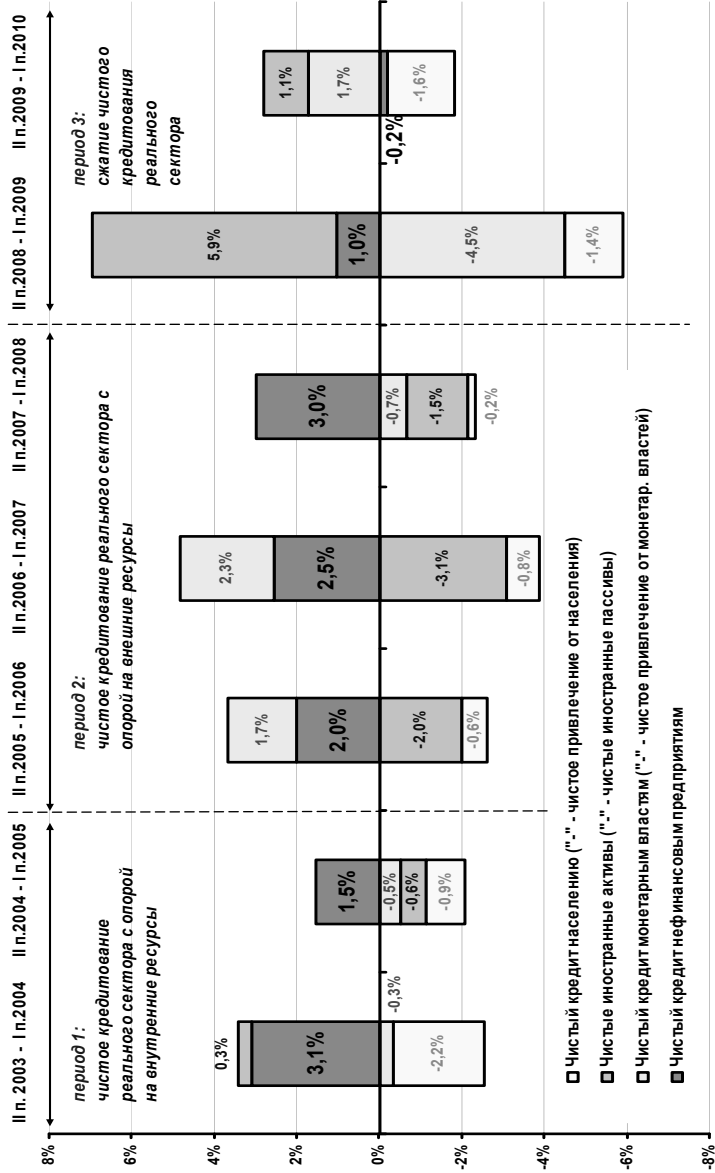 II п. 2003 - I п.2004
II п.2004 - I п.2005
II п.2005 - I п.2006
II п.2006 - I п.2007
II п.2007 - I п.2008
II п.2008 - I п.2009
II п.2009 - I п.2010
период 1:
чистое кредитование
реального сектора с опорой
на внутренние ресурсы
период 2:
чистое кредитование реального сектора с
опорой на внешние ресурсы
период 3:
сжатие чистого
кредитования
реального
сектора
8%
6%
4%
2%
0%
-2%
-4%
-6%
-8%
0,3%
3,1%
-0,3%
-2,2%
1,5%
-0,5%
-0,6%
-0,9%
1,7%
2,0%
-2,0%
-0,6%
2,3%
2,5%
-3,1%
-0,8%
3,0%
-0,7%
-1,5%
-0,2%
5,9%
1,0%
-4,5%
-1,4%
1,1%
1,7%
-0,2%
-1,6%
Чистый кредит населению ("-" - чистое привлечение от населения)
Чистые иностранные активы ("-" - чистые иностранные пассивы)
Чистый кредит монетарным властям ("-" - чистое привлечение от монетар. властей)
Чистый кредит нефинансовым предприятиям